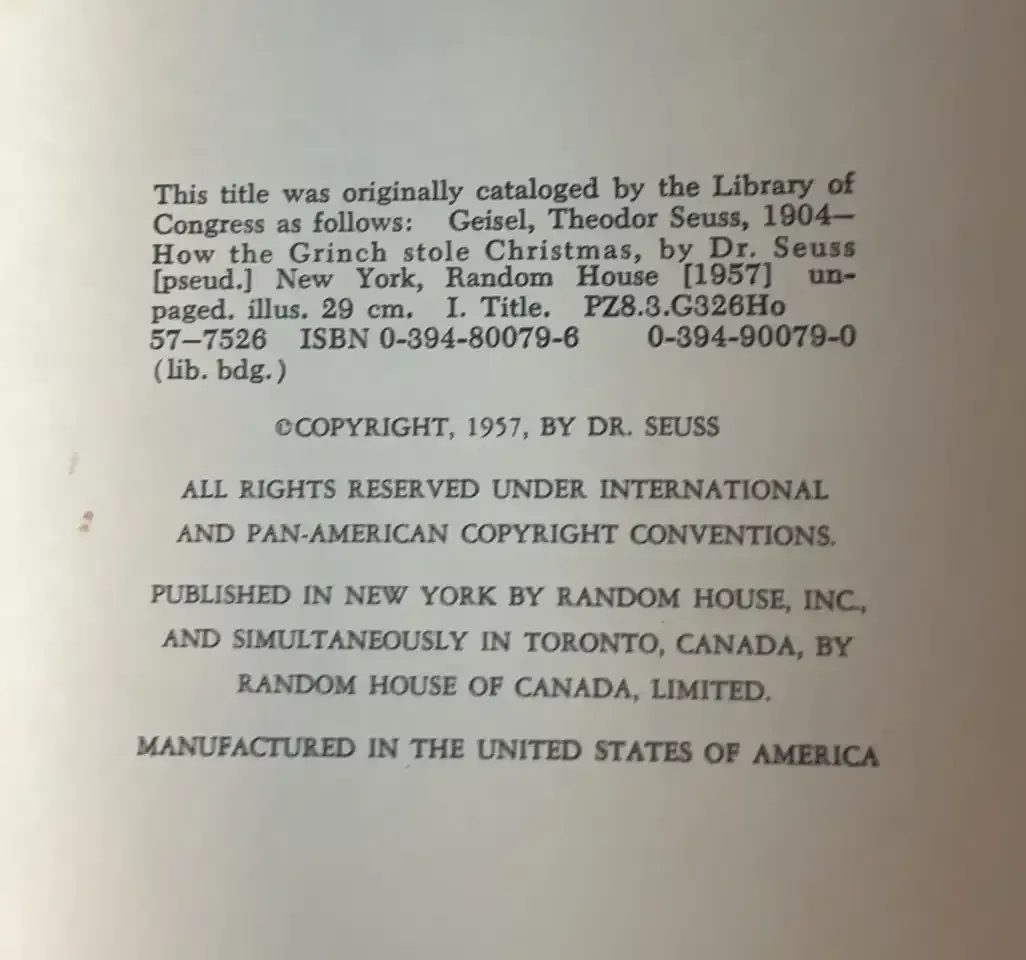 This title was originally cataloged by the Library of
Congress as follows: Geisel, Theodor Seuss, 1904—
How the Grinch stole Christmas, by Dr. Seuss
[pseud.] New York, Random House [1957] un-
paged. illus. 29 cm. I. Title. PZ8.3.G326Ho
57—7526 ISBN 0-394-80079-6 0-394-90079-0
(lib. bdg.)
©COPYRIGHT, 1957, BY DR. SEUSS
ALL RIGHTS RESERVED UNDER INTERNATIONAL
AND PAN-AMERICAN COPYRIGHT CONVENTIONS.
PUBLISHED IN NEW YORK BY RANDOM HOUSE, INC.,
AND SIMULTANEOUSLY IN TORONTO, CANADA, BY
RANDOM HOUSE OF CANADA, LIMITED.
MANUFACTURED IN THE UNITED STATES OF AMERICA